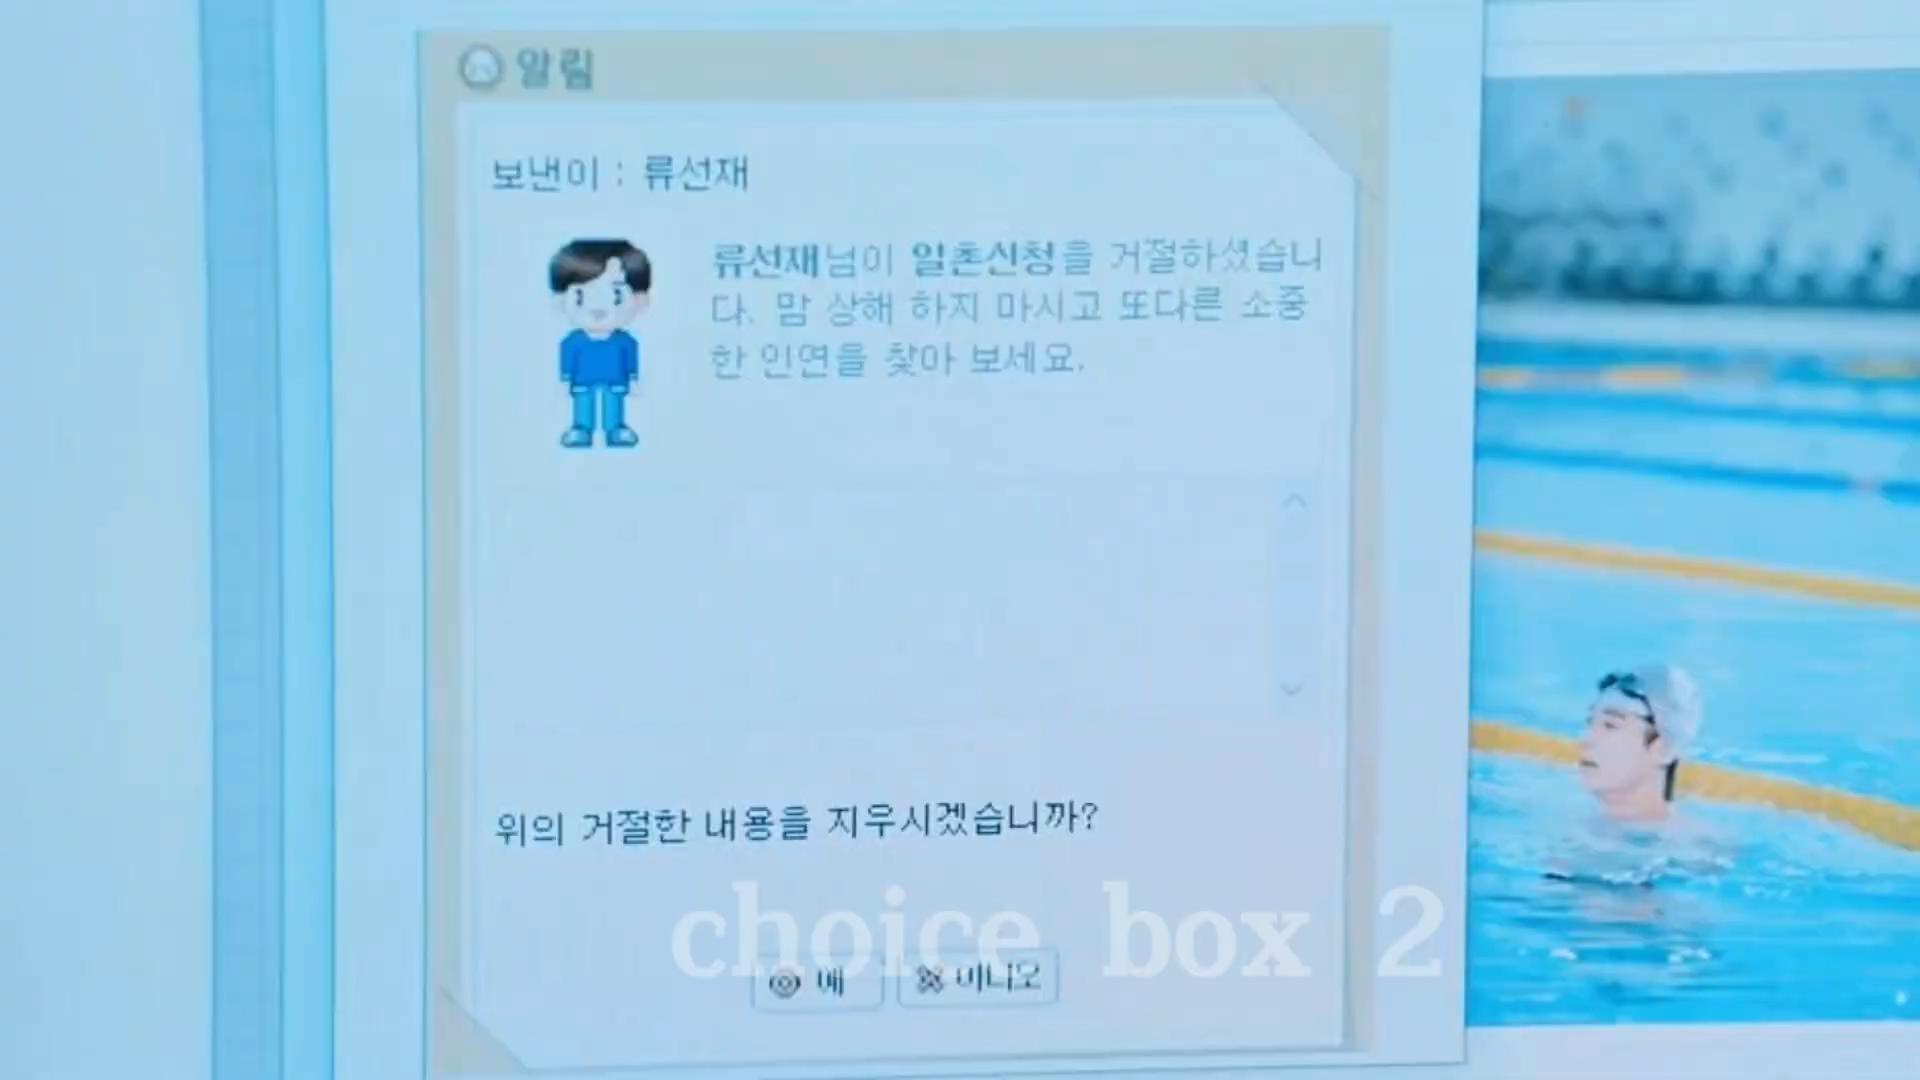 알림
보낸이 : 류선재
류선재님이 일촌신청을 거절하셨습니
다. 맘 상해 하지 마시고 또다른 소중
한 인연을 찾아 보세요.
위의 거절한 내용을 지우시겠습니까?
choice box 2
예 아니오